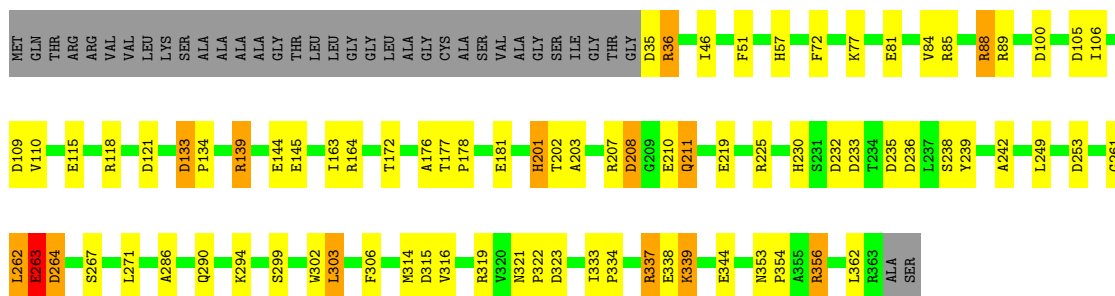 MET GLN THR ARG ARG VAL VAL LEU LYS SER ALA ALA ALA ALA GLY THR LEU LEU GLY GLY LEU ALA GLY CYS ALA SER VAL ALA GLY SER ILE GLY THR GLY D35 R36 I46 F51 H57 F72 K77 E81 V84 R85 R88 R89 D100 D105 I106
D109 V110 E115 R118 D121 D133 P134 R139 E144 E145 I163 R164 T172 A176 T177 P178 E181 H201 T202 A203 R207 D208 G209 E210 Q211 E219 R225 H230 S231 D232 D233 T234 D235 D236 L237 S238 Y239 A242 L249 D253
L262 E263 D264 S267 L271 A286 Q290 K294 S299 W302 L303 F306 M314 D315 V316 R319 V320 N321 P322 D323 I333 P334 R337 E338 K339 E344 N353 P354 A355 R356 L362 R363 ALA SER